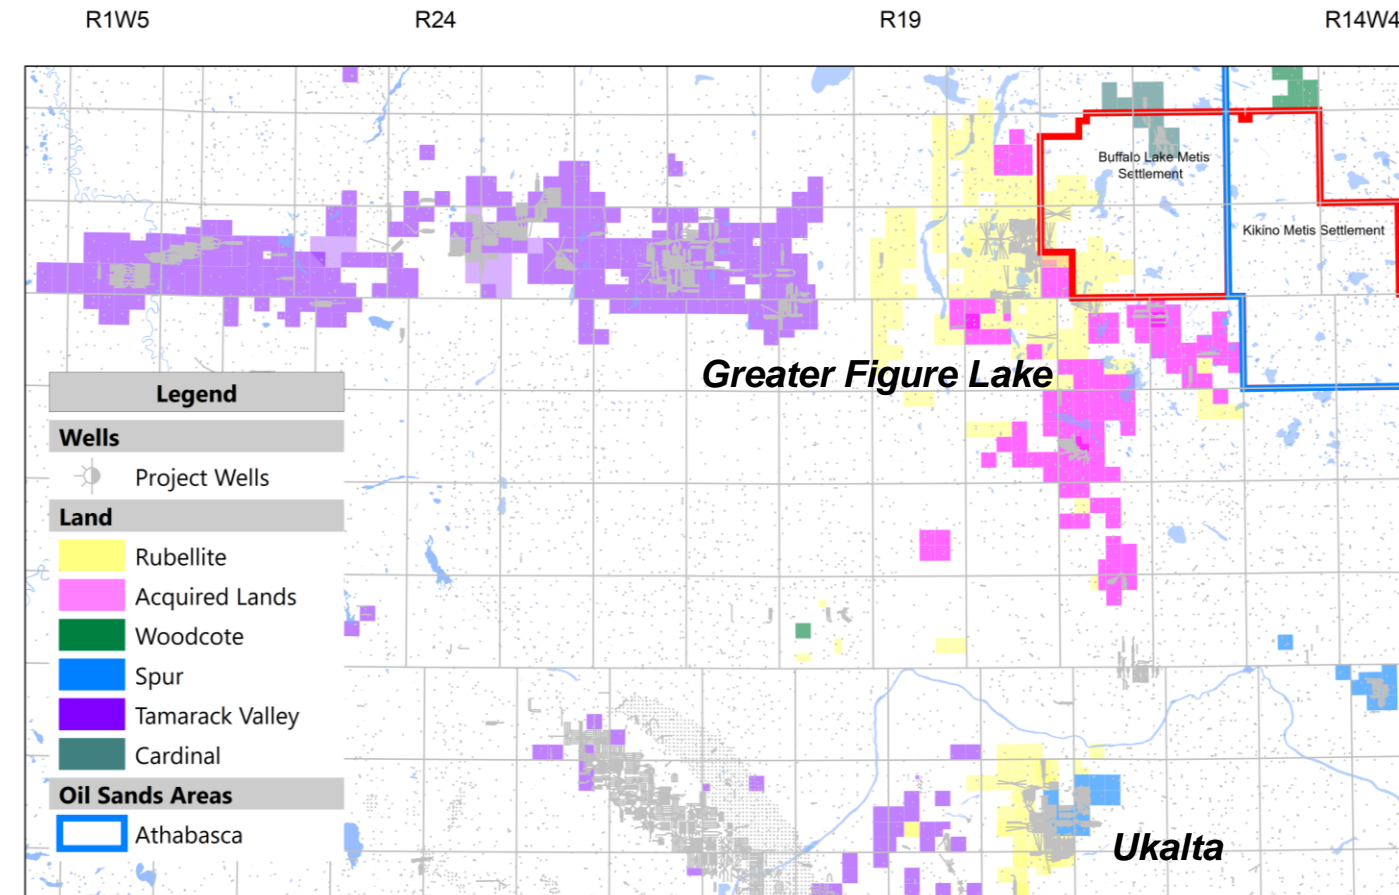 R1W5 R24 R19 R14W4
Buffalo Lake Metis
Settlement
Kikino Metis Settlement
Greater Figure Lake
Legend
Wells
Project Wells
Land
Rubellite
Acquired Lands
Woodcote
Spur
Tamarack Valley
Cardinal
Oil Sands Areas
Athabasca
Ukalta